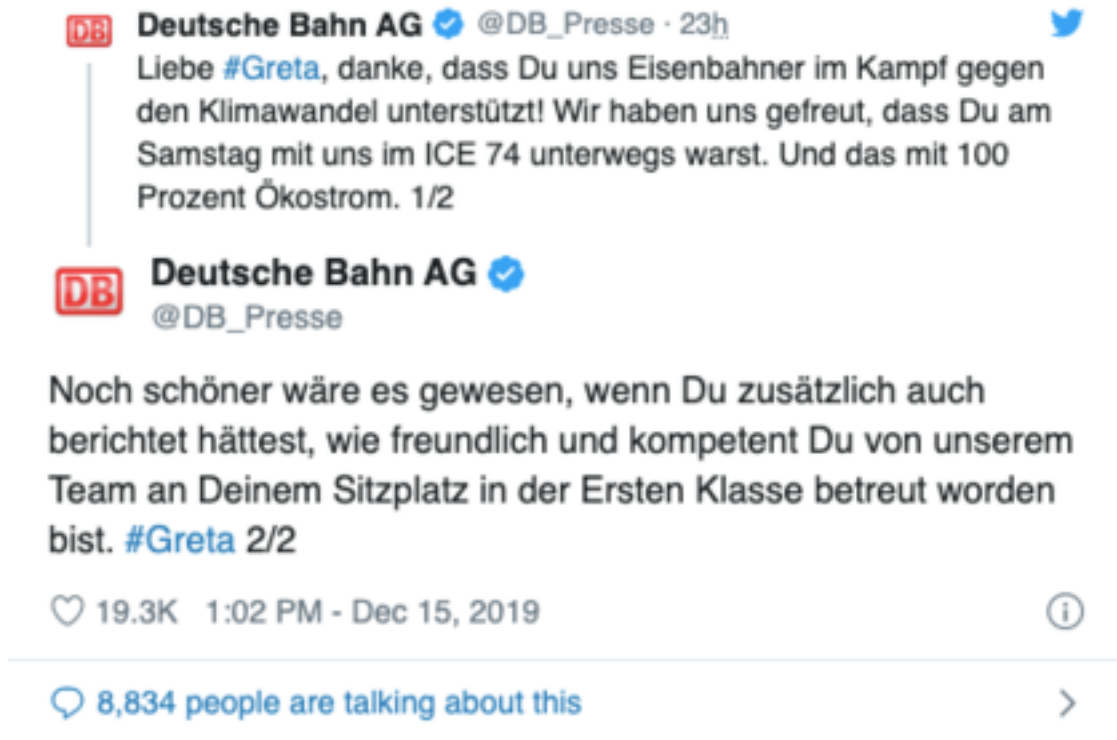 DB Deutsche Bahn AG @DB_Presse · 23h
Liebe #Greta, danke, dass Du uns Eisenbahner im Kampf gegen
den Klimawandel unterstützt! Wir haben uns gefreut, dass Du am
Samstag mit uns im ICE 74 unterwegs warst. Und das mit 100
Prozent Ökostrom. 1/2
DB Deutsche Bahn AG
@DB_Presse
Noch schöner wäre es gewesen, wenn Du zusätzlich auch
berichtet hättest, wie freundlich und kompetent Du von unserem
Team an Deinem Sitzplatz in der Ersten Klasse betreut worden
bist. #Greta 2/2
19.3K 1:02 PM - Dec 15, 2019
8,834 people are talking about this